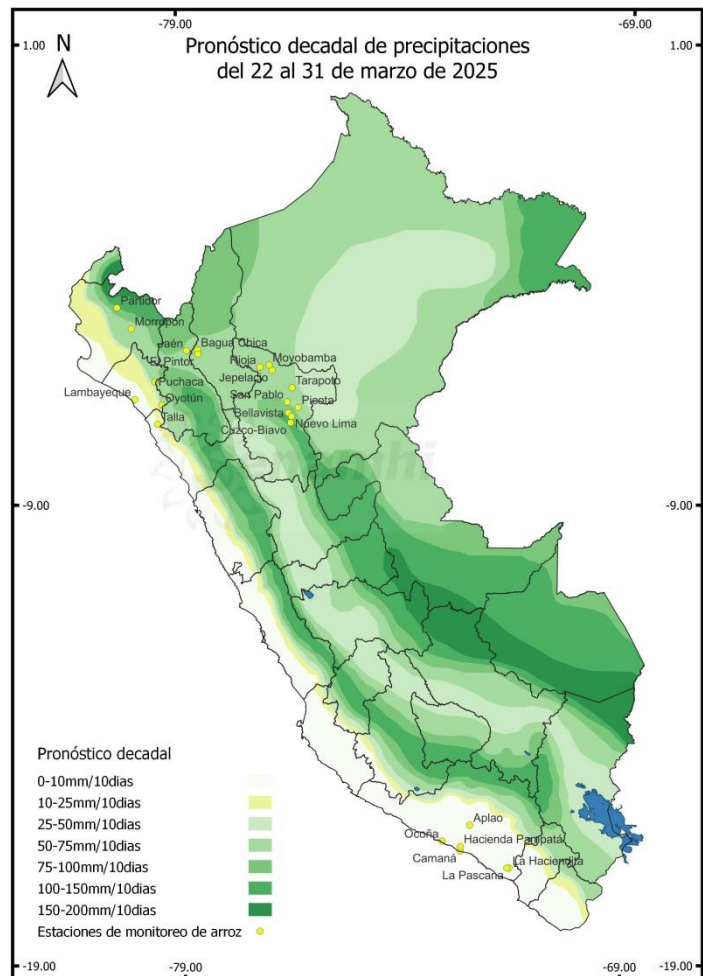 -79.00
-69.00
1.00
1.00
N
Pronóstico decadal de precipitaciones
del 22 al 31 de marzo de 2025
Partidor
Morropón
Jaén
Bagua Chica
El Pintor
Rioja
Moyobamba
Jepelacio
Tarapoto
Puchaca
San Pablo
Picota
Lambayeque
Oyotún
Bellavista
Talla
Nuevo Lima
Cuzco-Biavo
senamhi
-9.00
-9.00
Pronóstico decadal
0-10mm/10dias
10-25mm/10dias
25-50mm/10dias
50-75mm/10dias
75-100mm/10dias
100-150mm/10dias
150-200mm/10dias
Estaciones de monitoreo de arroz
Aplao
Ocoña
Hacienda Pampata
Camaná
La Haciendita
La Pascana
-19.00
-19.00
-79.00
-69.00